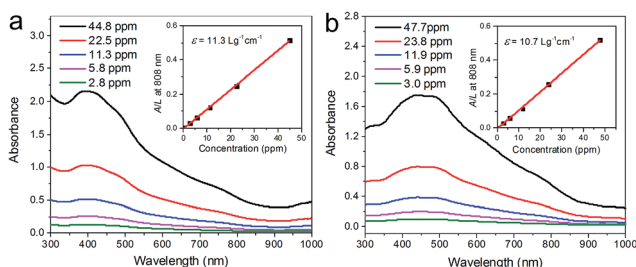 a
44.8 ppm
22.5 ppm
11.3 ppm
5.8 ppm
2.8 ppm
ε = 11.3 Lg⁻¹cm⁻¹
A/L at 808 nm
0.6
0.4
0.2
0.0
0 10 20 30 40 50
Concentration (ppm)
Absorbance
3.0
2.5
2.0
1.5
1.0
0.5
0.0
300 400 500 600 700 800 900 1000
Wavelength (nm)
b
47.7ppm
23.8 ppm
11.9 ppm
5.9 ppm
3.0 ppm
ε = 10.7 Lg⁻¹cm⁻¹
A/L at 808 nm
0.6
0.4
0.2
0.0
0 10 20 30 40 50
Concentration (ppm)
Absorbance
2.8
2.4
2.0
1.6
1.2
0.8
0.4
0.0
300 400 500 600 700 800 900 1000
Wavelength (nm)